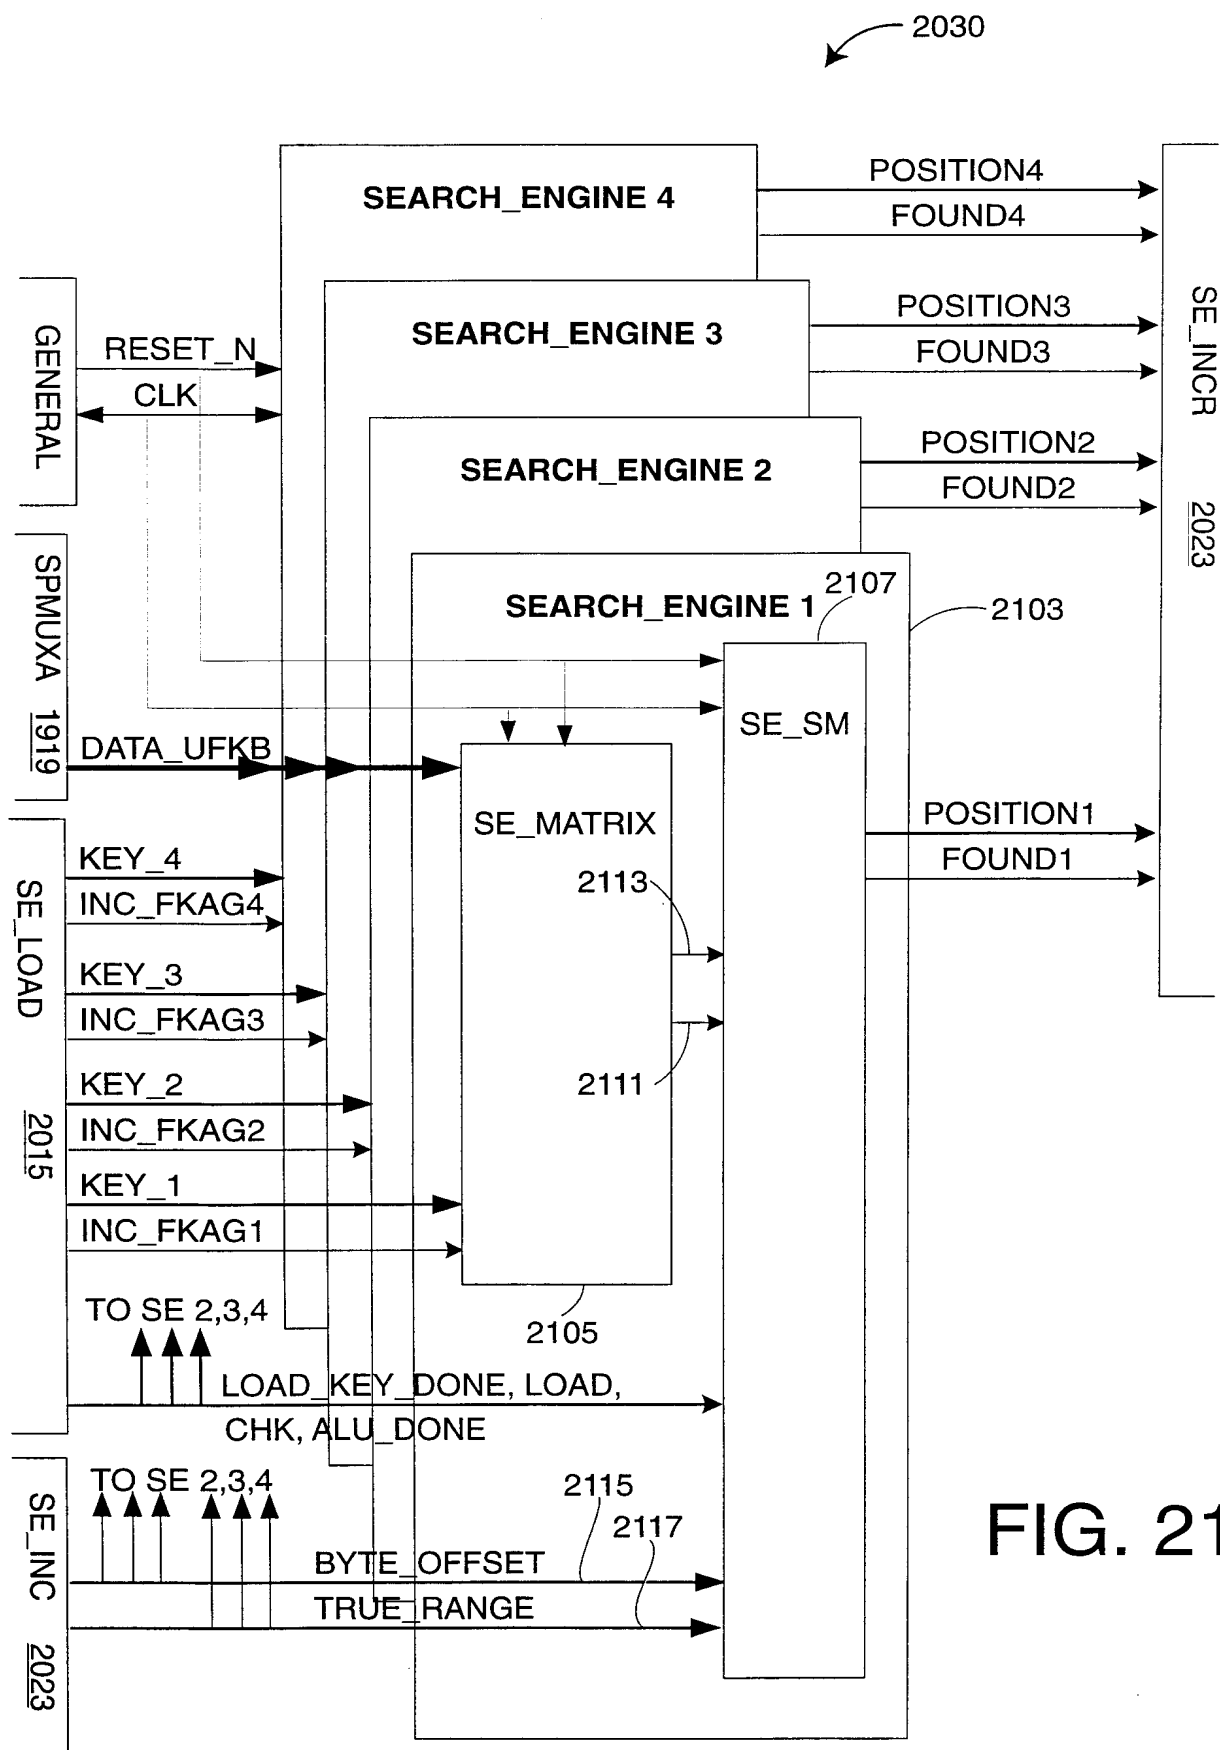 2030
SEARCH_ENGINE 4
POSITION4
FOUND4
SEARCH_ENGINE 3
POSITION3
FOUND3
SE_INCR 2023
GENERAL
RESET_N
CLK
SEARCH_ENGINE 2
POSITION2
FOUND2
SPMUXA 1919
SEARCH_ENGINE 1
2107
2103
SE_SM
DATA_UFKB
SE_MATRIX
POSITION1
FOUND1
SE_LOAD 2015
KEY_4
INC_FKAG4
2113
KEY_3
INC_FKAG3
2111
KEY_2
INC_FKAG2
KEY_1
INC_FKAG1
TO SE 2,3,4
2105
LOAD_KEY_DONE, LOAD,
CHK, ALU_DONE
SE_INC 2023
TO SE 2,3,4
2115
2117
BYTE_OFFSET
TRUE_RANGE
FIG. 21